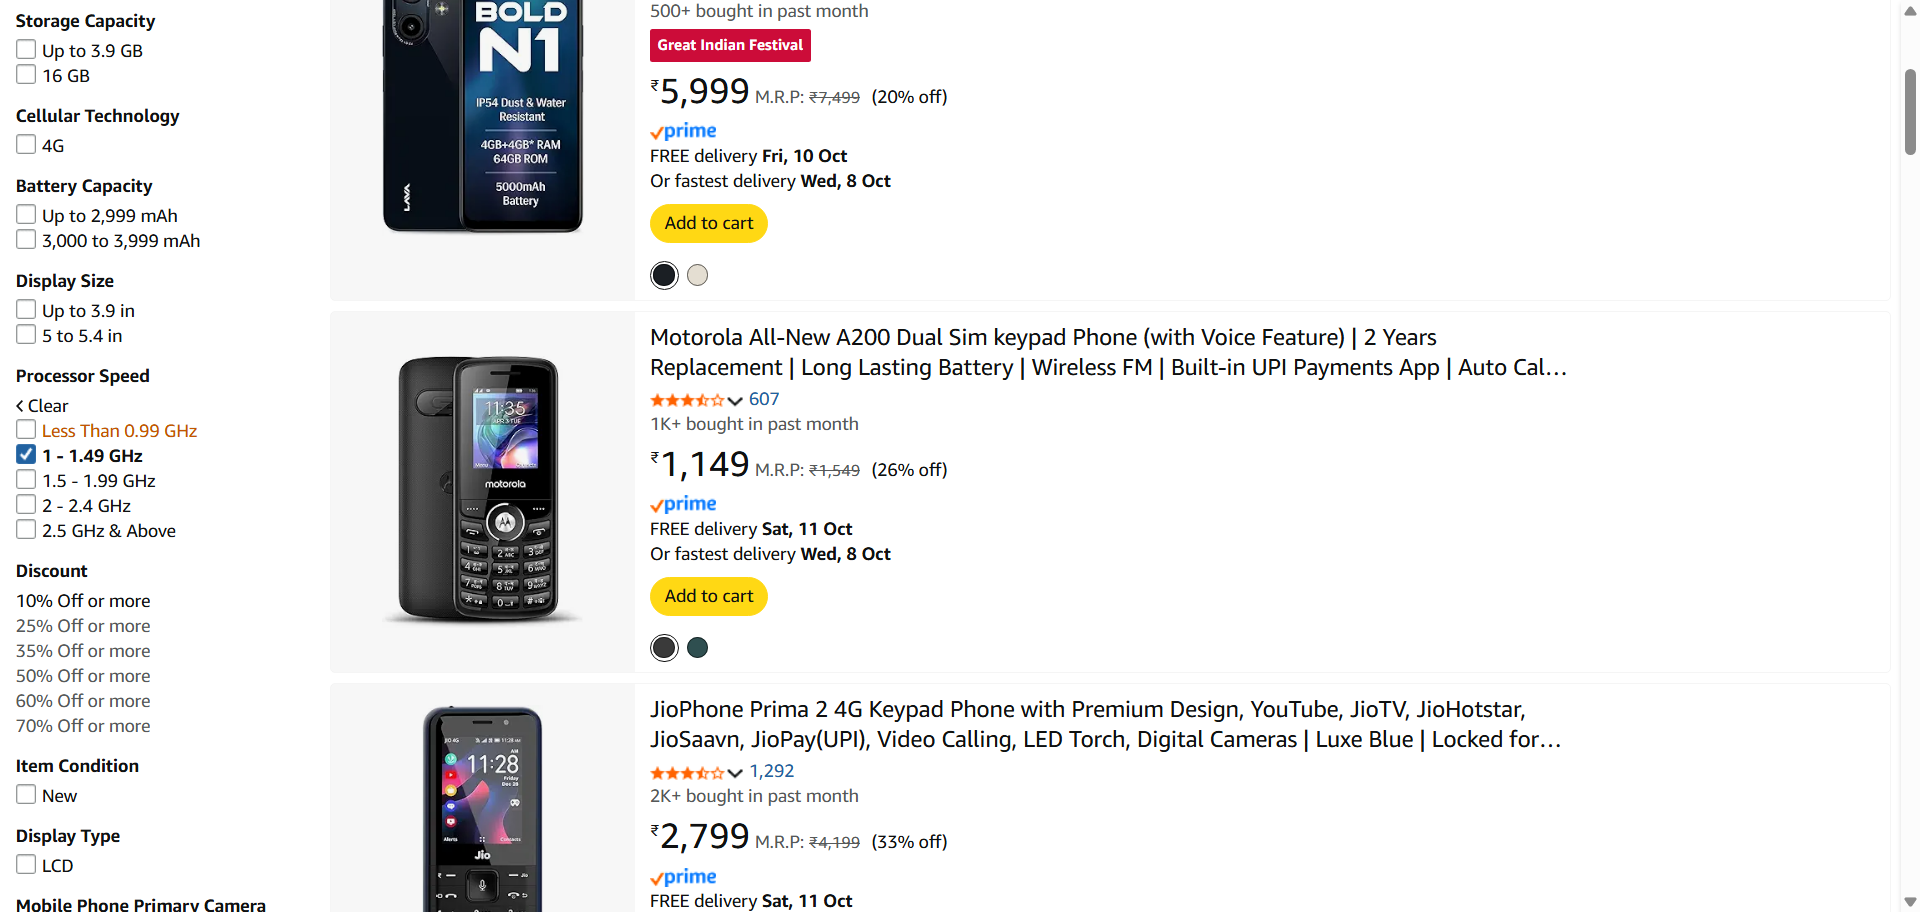 Storage Capacity
Up to 3.9 GB
16 GB
Cellular Technology
4G
Battery Capacity
Up to 2,999 mAh
3,000 to 3,999 mAh
Display Size
Up to 3.9 in
5 to 5.4 in
Processor Speed
Clear
Less Than 0.99 GHz
1 - 1.49 GHz
1.5 - 1.99 GHz
2 - 2.4 GHz
2.5 GHz & Above
Discount
10% Off or more
25% Off or more
35% Off or more
50% Off or more
60% Off or more
70% Off or more
Item Condition
New
Display Type
LCD
Mobile Phone Primary Camera
BOLD
N1
IP54 Dust & Water
Resistant
4GB+4GB* RAM
64GB ROM
5000mAh
Battery
LAVA
500+ bought in past month
Great Indian Festival
₹5,999 M.R.P: ₹7,499 (20% off)
prime
FREE delivery Fri, 10 Oct
Or fastest delivery Wed, 8 Oct
Add to cart
11:35
motorola
Motorola All-New A200 Dual Sim keypad Phone (with Voice Feature) | 2 Years
Replacement | Long Lasting Battery | Wireless FM | Built-in UPI Payments App | Auto Cal...
607
1K+ bought in past month
₹1,149 M.R.P: ₹1,549 (26% off)
prime
FREE delivery Sat, 11 Oct
Or fastest delivery Wed, 8 Oct
Add to cart
11:28
Jio
JioPhone Prima 2 4G Keypad Phone with Premium Design, YouTube, JioTV, JioHotstar,
JioSaavn, JioPay(UPI), Video Calling, LED Torch, Digital Cameras | Luxe Blue | Locked for...
1,292
2K+ bought in past month
₹2,799 M.R.P: ₹4,199 (33% off)
prime
FREE delivery Sat, 11 Oct